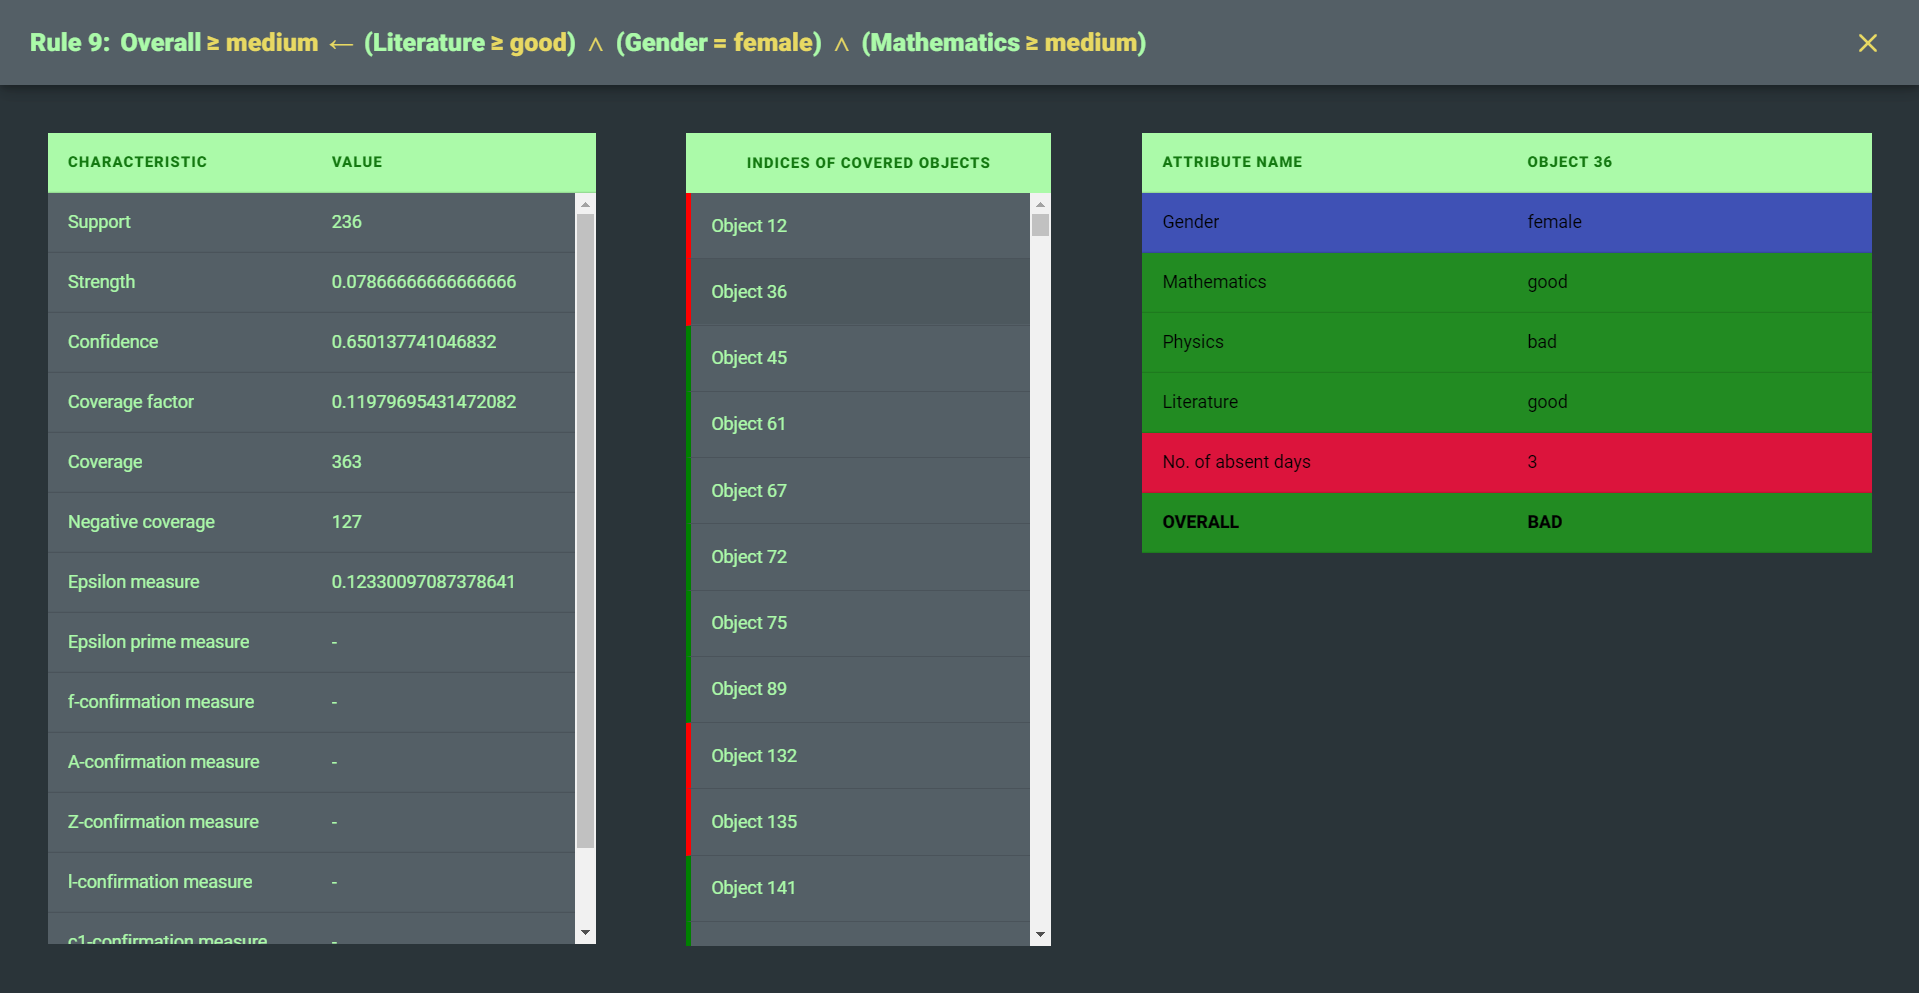 Rule 9: Overall ≥ medium ← (Literature ≥ good) ∧ (Gender = female) ∧ (Mathematics ≥ medium)
CHARACTERISTIC VALUE
Support 236
Strength 0.07866666666666666
Confidence 0.650137741046832
Coverage factor 0.11979695431472082
Coverage 363
Negative coverage 127
Epsilon measure 0.12330097087378641
Epsilon prime measure -
f-confirmation measure -
A-confirmation measure -
Z-confirmation measure -
l-confirmation measure -
c1-confirmation measure -
INDICES OF COVERED OBJECTS
Object 12
Object 36
Object 45
Object 61
Object 67
Object 72
Object 75
Object 89
Object 132
Object 135
Object 141
ATTRIBUTE NAME OBJECT 36
Gender female
Mathematics good
Physics bad
Literature good
No. of absent days 3
OVERALL BAD